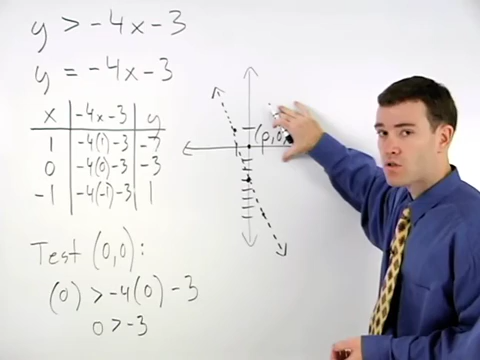 y > -4x - 3
y = -4x - 3
x | -4x-3 | y
1 | -4(1)-3 | -7
0 | -4(0)-3 | -3
-1 | -4(-1)-3 | 1
Test (0,0):
(0) > -4(0) - 3
0 > -3
(0,0